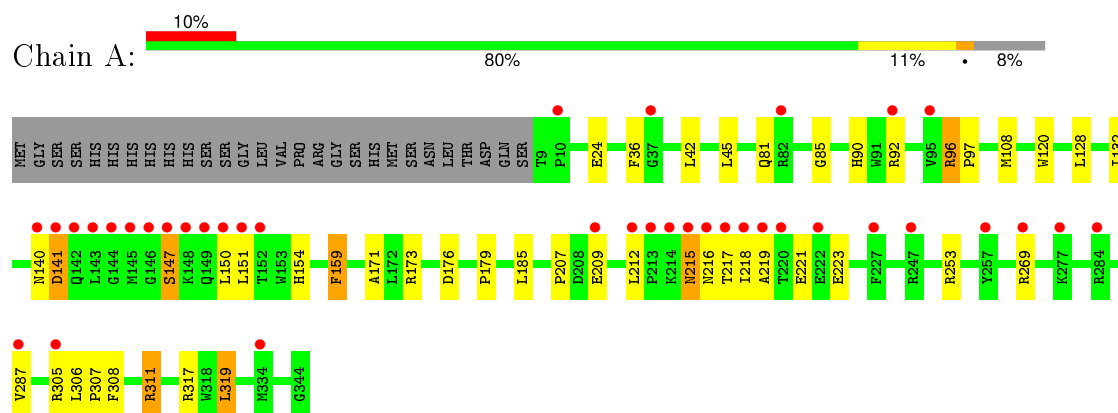 10%
Chain A:
80% 11% • 8%
MET GLY SER SER HIS HIS HIS HIS HIS HIS SER SER GLY LEU VAL PRO ARG GLY SER HIS MET SER ASN LEU THR ASP GLN SER T9 P10 E24 F36 G37 L42 L45 Q81 R82 G85 H90 W91 R92 V95 R96 P97 M108 W120 L128
N140 D141 Q142 L143 G144 M145 G146 S147 K148 Q149 L150 L151 T152 W153 H154 F159 A171 L172 R173 D176 P179 L185 P207 D208 E209 L212 P213 K214 N215 N216 T217 I218 A219 T220 E221 E222 E223 F227 R247 R253 Y257 R269 K277 R284
V287 R305 L306 P307 F308 R311 R317 W318 L319 M334 G344